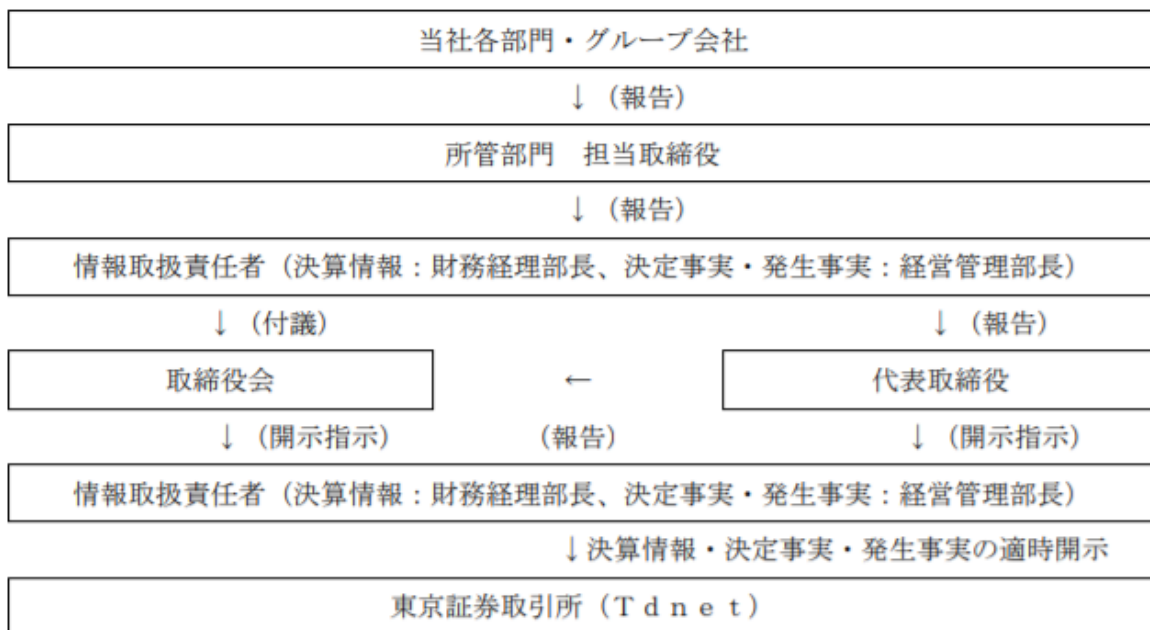 当社各部門・グループ会社
↓（報告）
所管部門　担当取締役
↓（報告）
情報取扱責任者（決算情報：財務経理部長、決定事実・発生事実：経営管理部長）
↓（付議）　↓（報告）
取締役会　←　代表取締役
↓（開示指示）　（報告）　↓（開示指示）
情報取扱責任者（決算情報：財務経理部長、決定事実・発生事実：経営管理部長）
↓決算情報・決定事実・発生事実の適時開示
東京証券取引所（Ｔｄｎｅｔ）